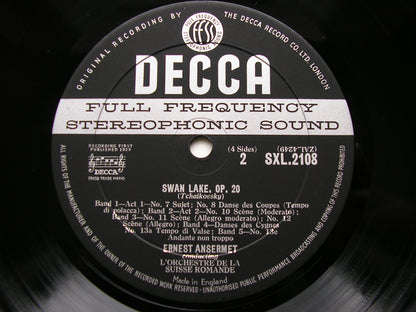 ORIGINAL RECORDING BY
THE DECCA RECORD CO. LTD. LONDON
FULL FREQUENCY
STEREOPHONIC SOUND
FFSS
DECCA
FULL FREQUENCY
STEREOPHONIC SOUND
RECORDING FIRST
PUBLISHED 1959
DECCA
(REGD. TRADE MARK)
(4 Sides)
2
(ZAL.4249)
SXL.2108
SWAN LAKE, OP. 20
(Tchaikovsky)
Band 1—Act 1—No. 7 Sujet; No. 8 Danse des Coupes (Tempo
di polacca); Band 2—Act 2—No. 10 Scène (Moderato);
Band 3—No. 11 Scène (Allegro moderato); No. 12
Scène (Allegro); Band 4—Danses des Cygnes
No. 13a Tempo di Valse; Band 5—No. 13e
Andante non troppo
ERNEST ANSERMET
conducting
L'ORCHESTRE DE LA
SUISSE ROMANDE
Made in England
ALL RIGHTS OF THE MANUFACTURER AND OF THE OWNER OF THE RECORDED WORK RESERVED. UNAUTHORISED PUBLIC PERFORMANCE BROADCASTING AND COPYING OF THIS RECORD PROHIBITED